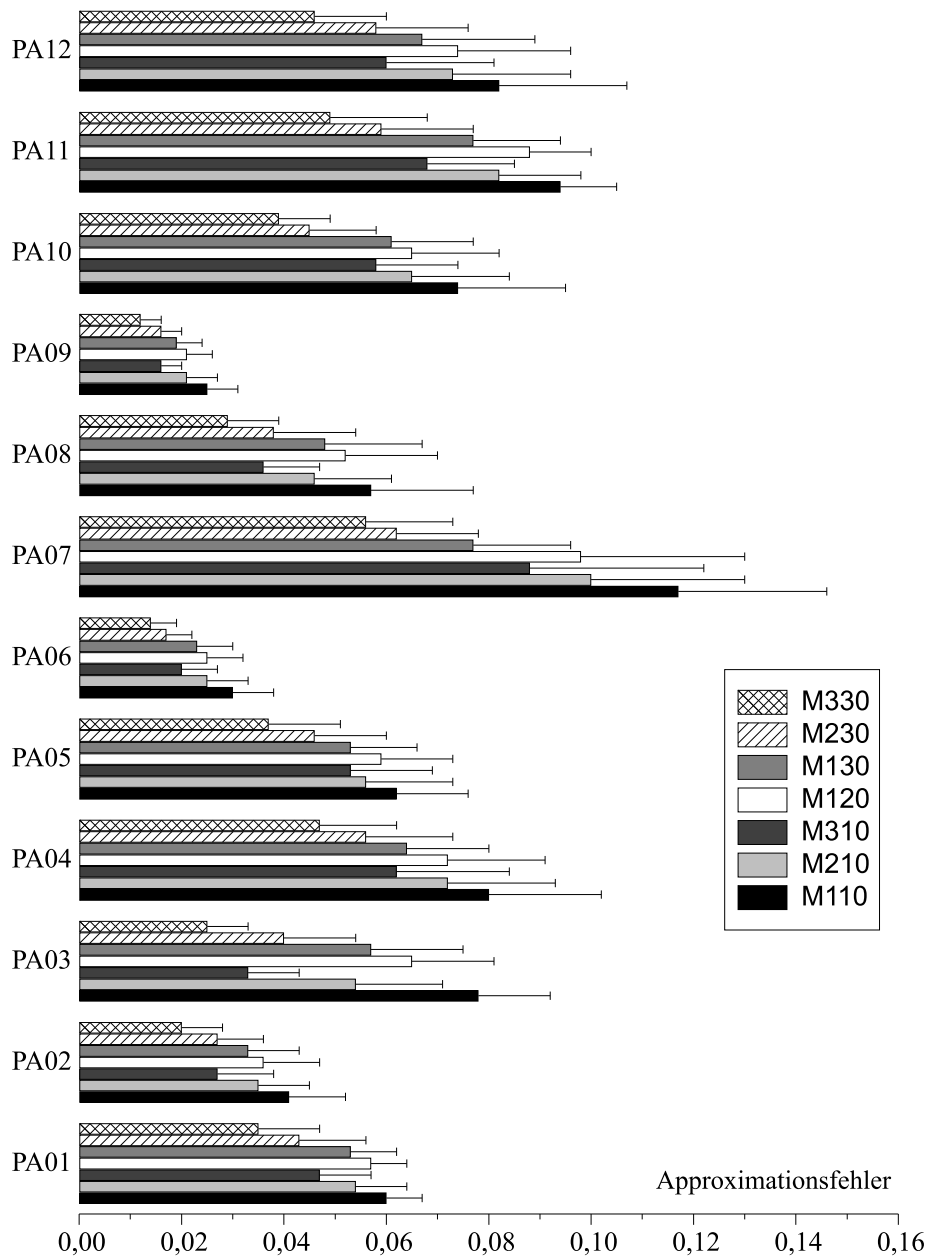 PA12
PA11
PA10
PA09
PA08
PA07
PA06
PA05
PA04
PA03
PA02
PA01
M330
M230
M130
M120
M310
M210
M110
Approximationsfehler
0,00 0,02 0,04 0,06 0,08 0,10 0,12 0,14 0,16